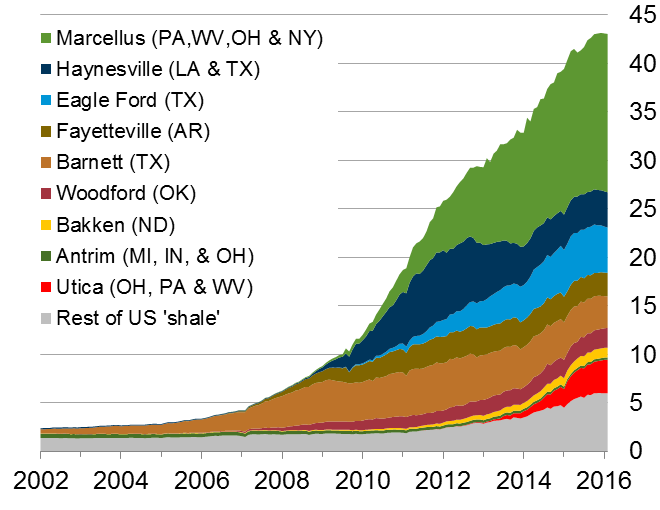 45
Marcellus (PA,WV,OH & NY)
40
Haynesville (LA & TX)
Eagle Ford (TX)
35
Fayetteville (AR)
Barnett (TX)
30
Woodford (OK)
25
Bakken (ND)
Antrim (MI, IN, & OH)
20
Utica (OH, PA & WV)
Rest of US 'shale'
15
10
5
0
2002 2004 2006 2008 2010 2012 2014 2016